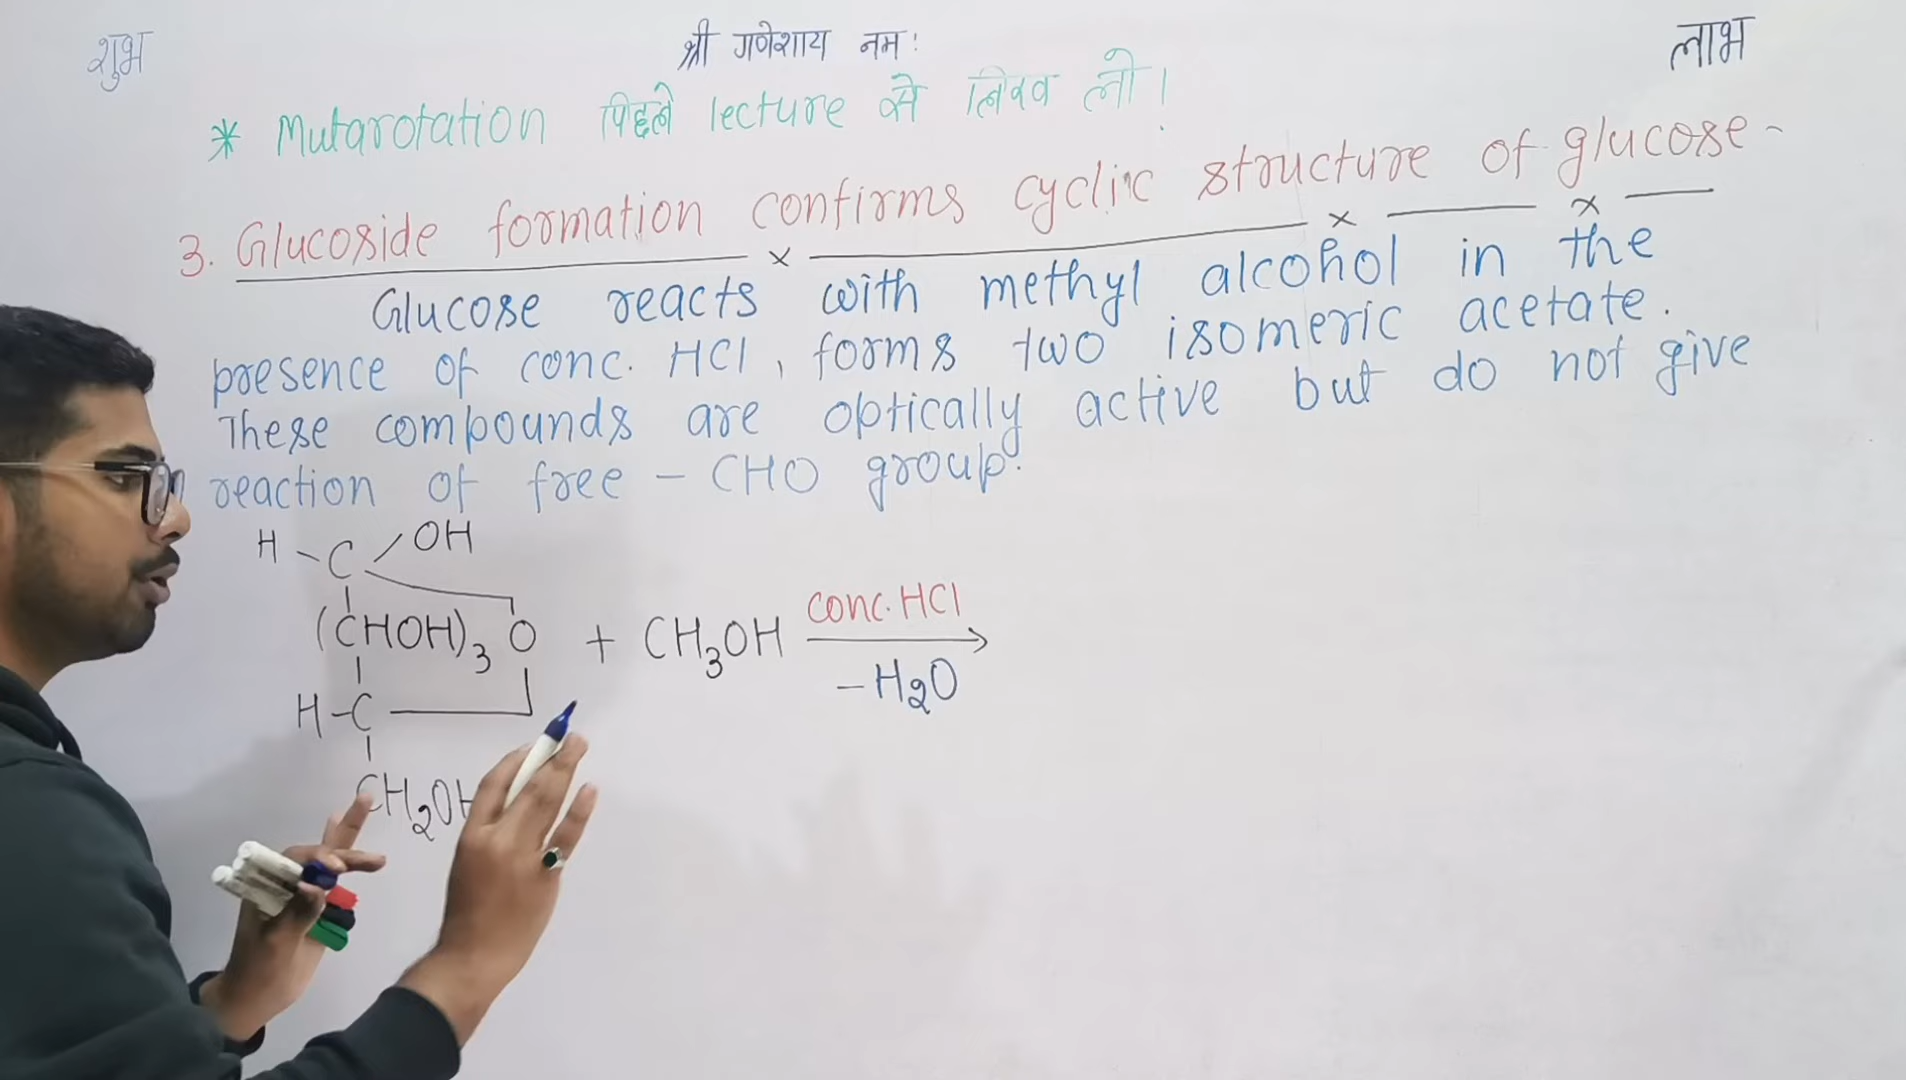 शुभ
श्री गणेशाय नमः
लाभ
* Mutarotation पिछले lecture से लिख लो।
3. Glucoside formation confirms cyclic structure of glucose-
Glucose reacts with methyl alcohol in the
presence of conc. HCl, forms two isomeric acetate.
These compounds are optically active but do not give
reaction of free - CHO group.
H - C / OH
(CHOH)3 O + CH3OH conc. HCl → - H2O
H - C
CH2OH